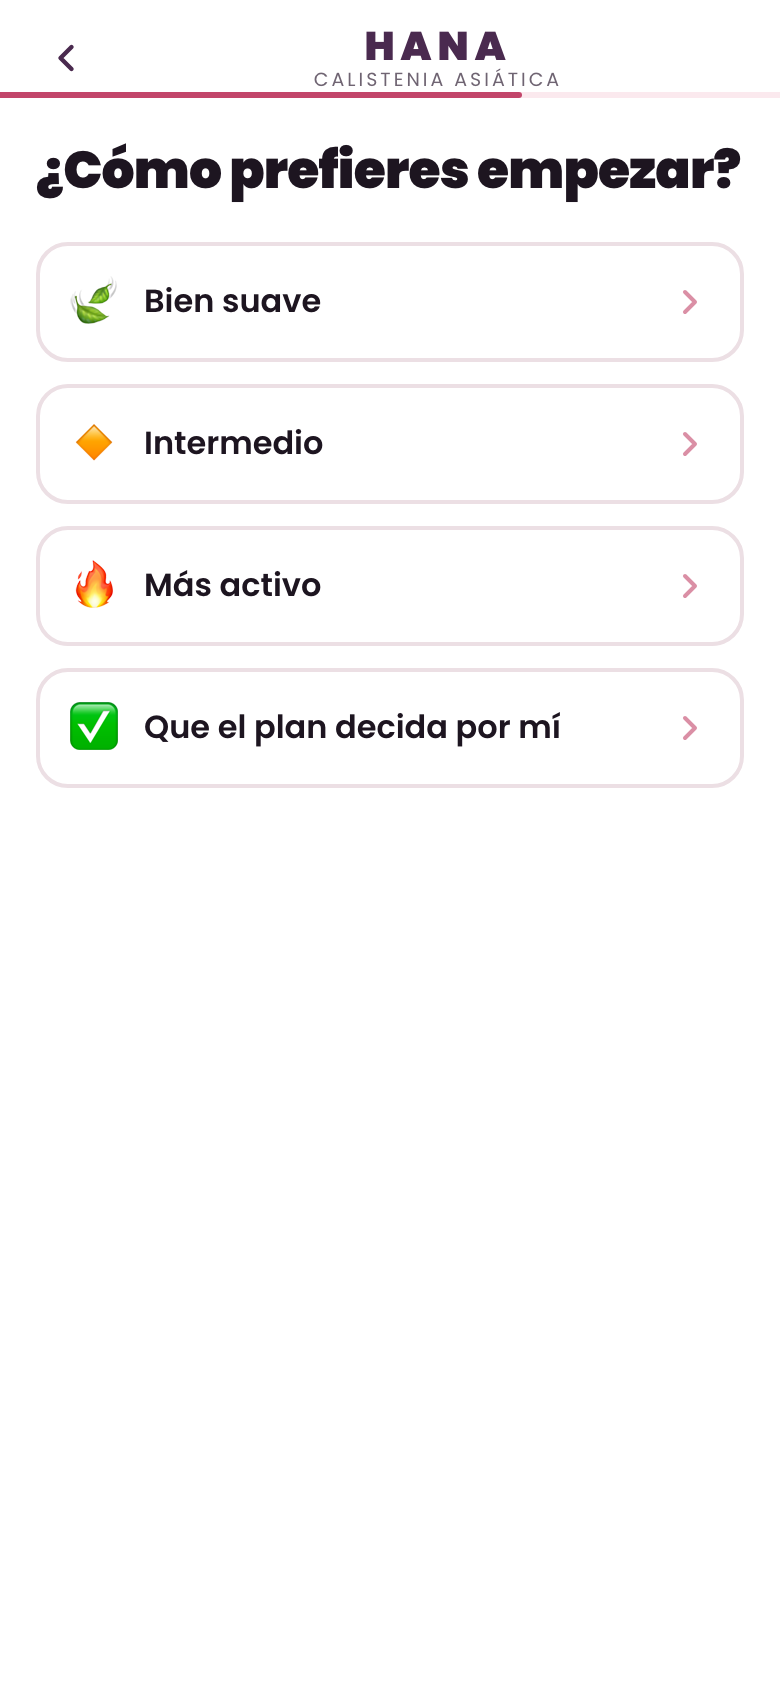 HANA
CALISTENIA ASIÁTICA
¿Cómo prefieres empezar?
Bien suave
Intermedio
Más activo
Que el plan decida por mí